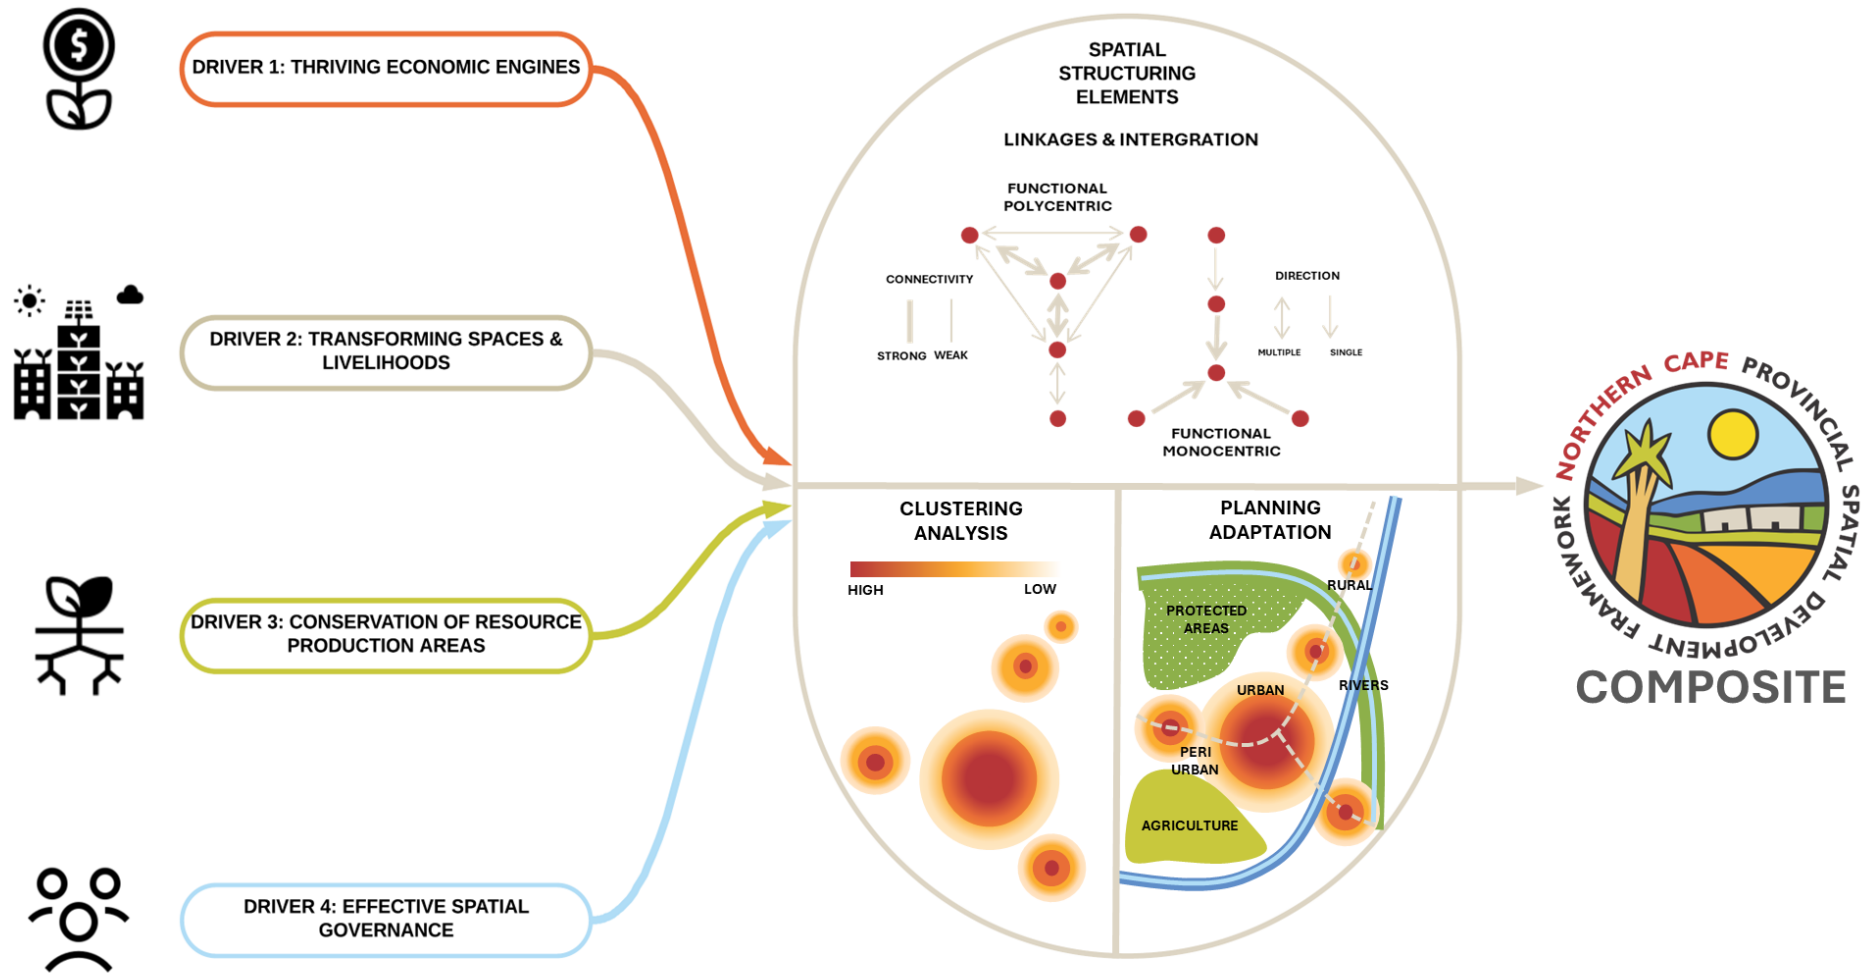 $
DRIVER 1: THRIVING ECONOMIC ENGINES
DRIVER 2: TRANSFORMING SPACES &
LIVELIHOODS
DRIVER 3: CONSERVATION OF RESOURCE
PRODUCTION AREAS
DRIVER 4: EFFECTIVE SPATIAL
GOVERNANCE
SPATIAL
STRUCTURING
ELEMENTS
LINKAGES & INTERGRATION
FUNCTIONAL
POLYCENTRIC
CONNECTIVITY
STRONG
WEAK
DIRECTION
MULTIPLE
SINGLE
FUNCTIONAL
MONOCENTRIC
CLUSTERING
ANALYSIS
HIGH
LOW
PLANNING
ADAPTATION
RURAL
PROTECTED
AREAS
URBAN
RIVERS
PERI
URBAN
AGRICULTURE
NORTHERN CAPE PROVINCIAL SPATIAL DEVELOPMENT FRAMEWORK
COMPOSITE